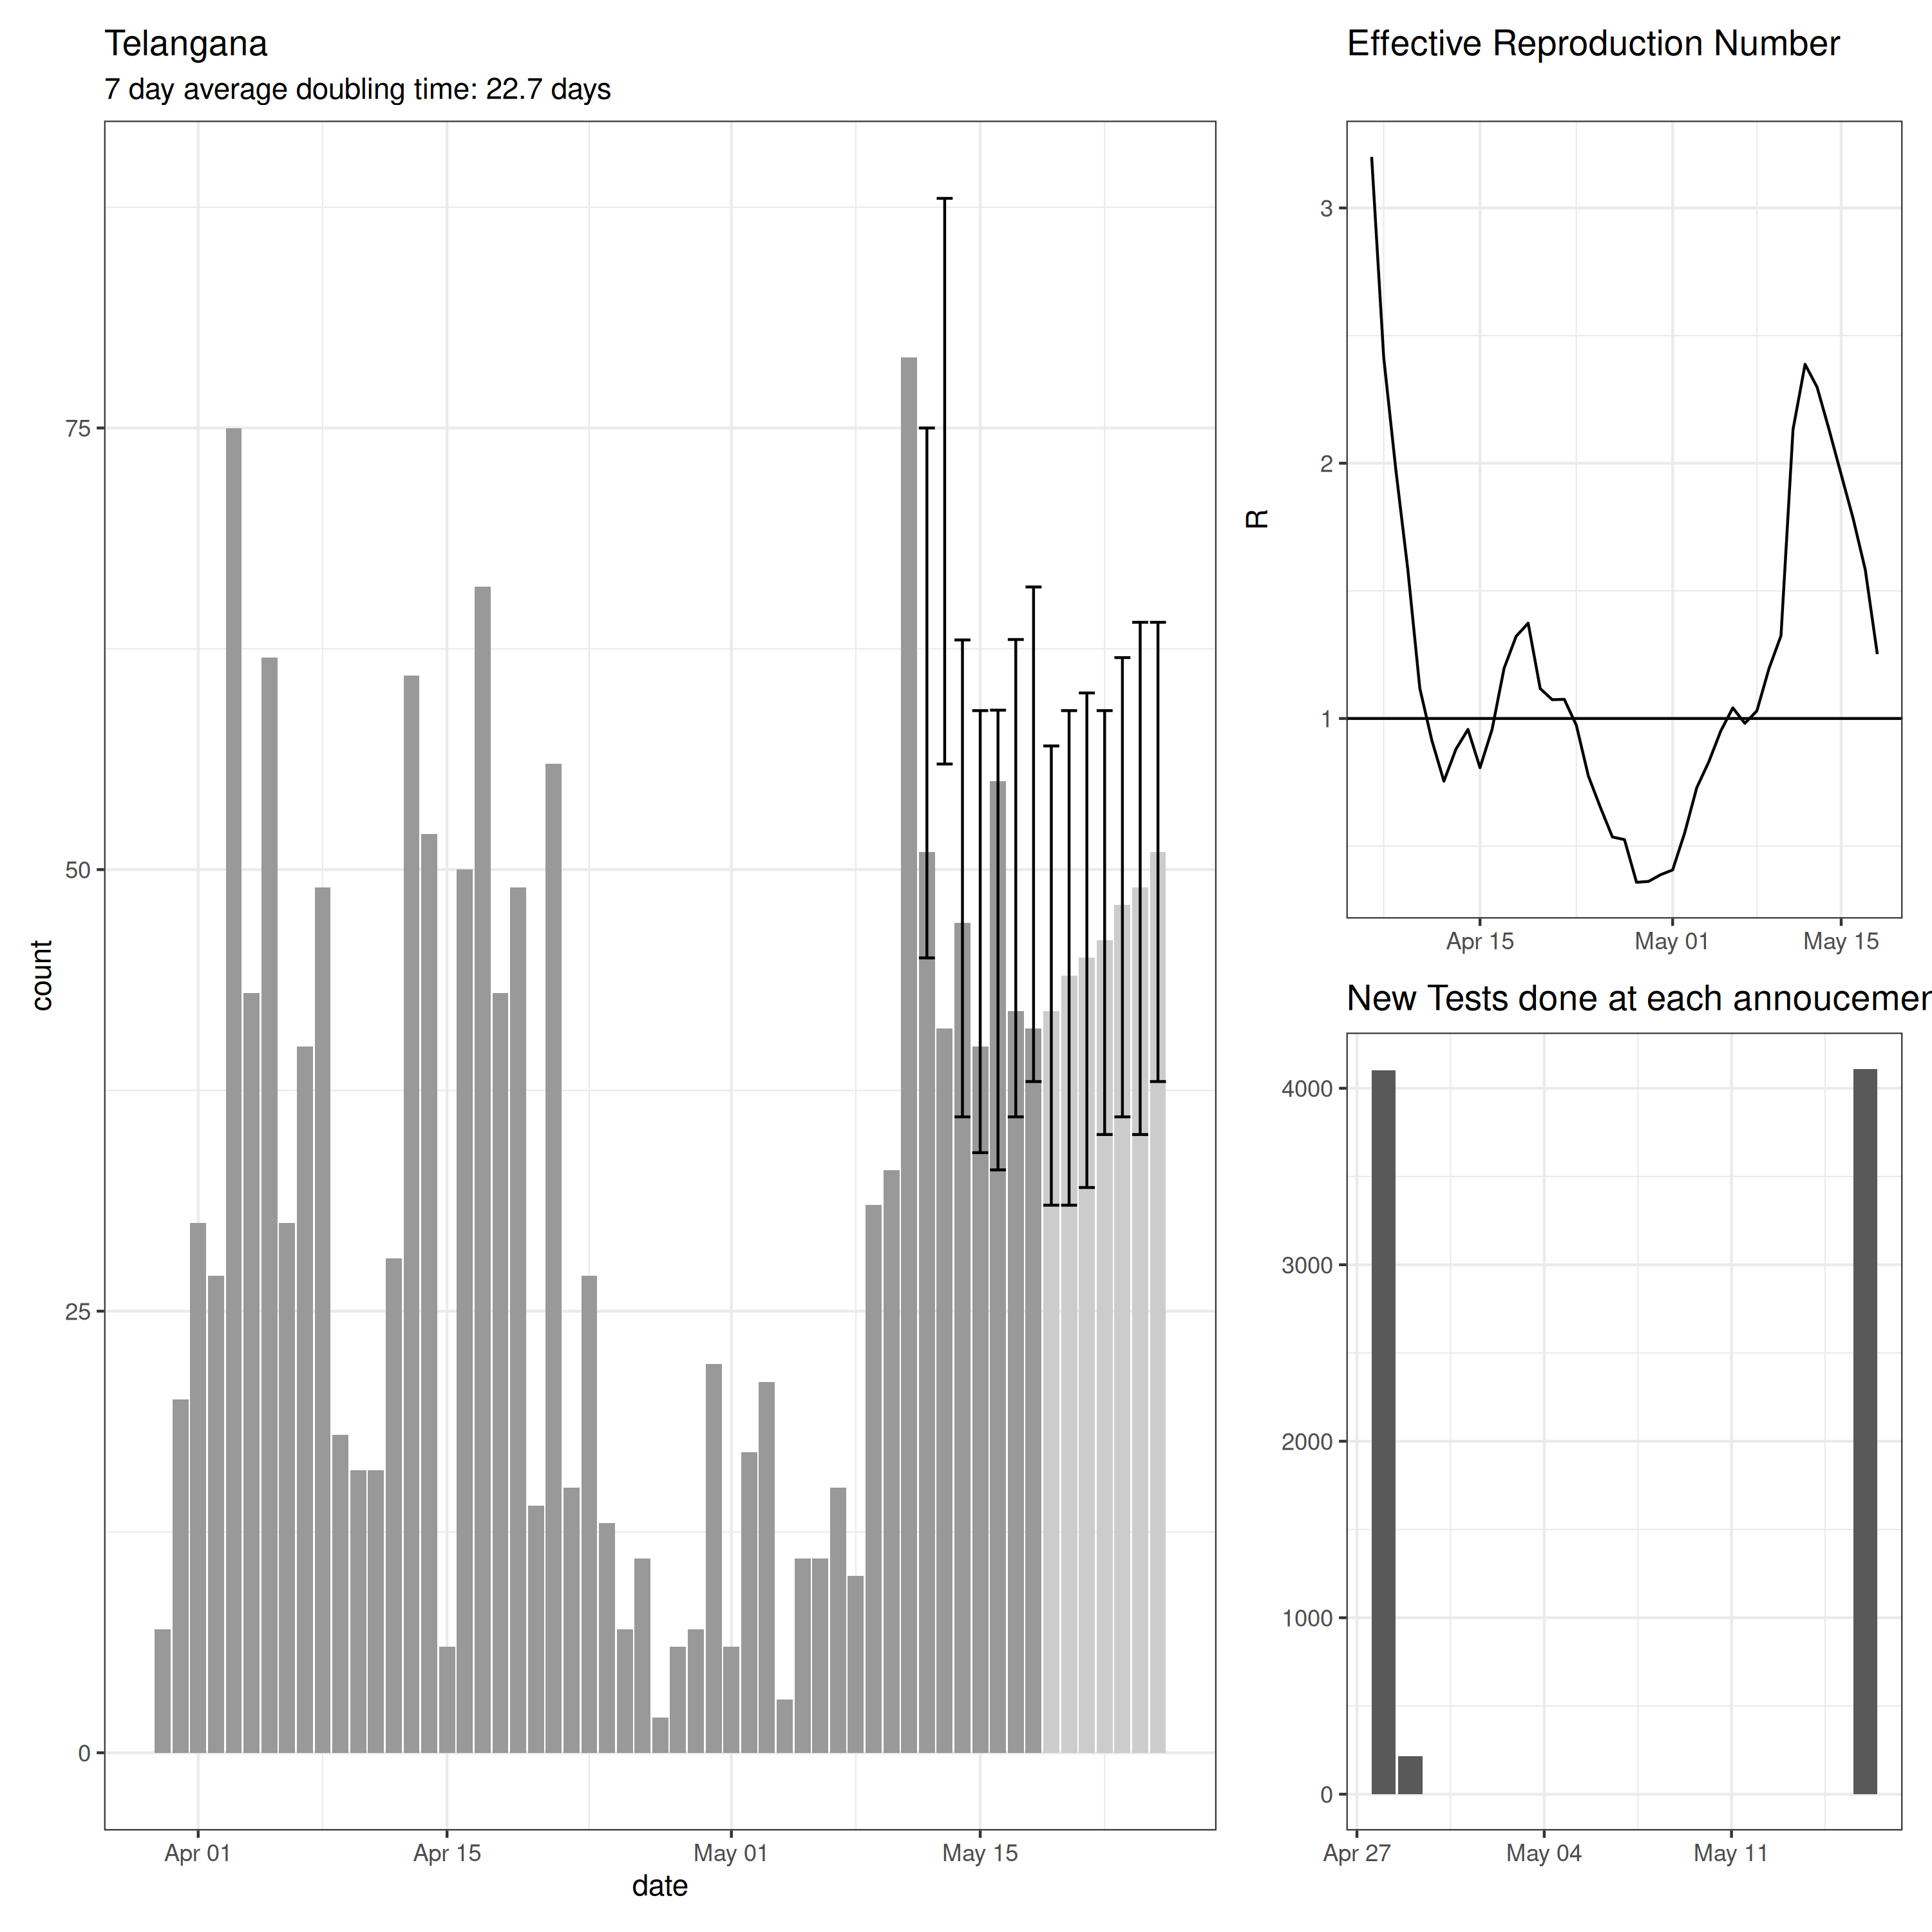 Telangana
7 day average doubling time: 22.7 days
count
75
50
25
0
Apr 01
Apr 15
May 01
May 15
date
Effective Reproduction Number
R
3
2
1
Apr 15
May 01
May 15
New Tests done at each annoucemen
4000
3000
2000
1000
0
Apr 27
May 04
May 11